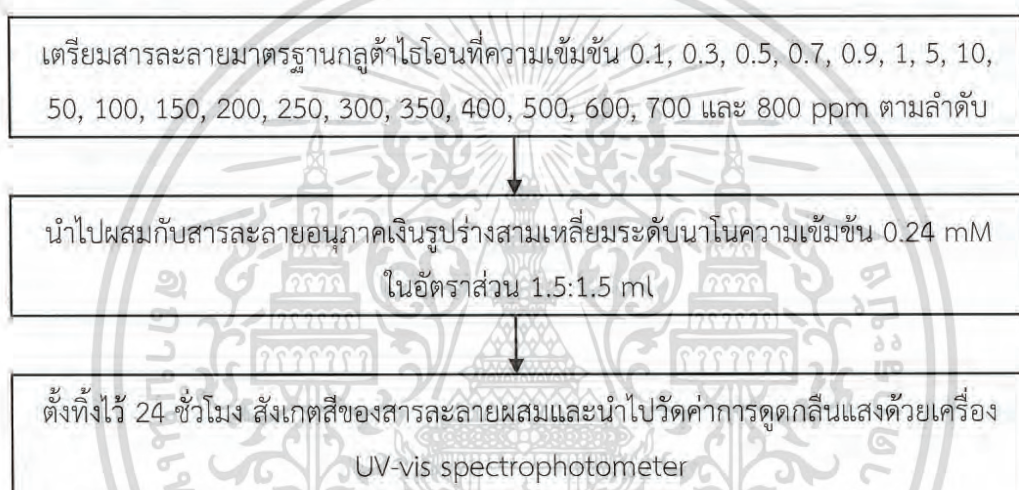 เตรียมสารละลายมาตรฐานกลูต้าไธโอนที่ความเข้มข้น 0.1, 0.3, 0.5, 0.7, 0.9, 1, 5, 10,
50, 100, 150, 200, 250, 300, 350, 400, 500, 600, 700 และ 800 ppm ตามลำดับ
นำไปผสมกับสารละลายอนุภาคเงินรูปร่างสามเหลี่ยมระดับนาโนความเข้มข้น 0.24 mM
ในอัตราส่วน 1.5:1.5 ml
ตั้งทิ้งไว้ 24 ชั่วโมง สังเกตสีของสารละลายผสมและนำไปวัดค่าการดูดกลืนแสงด้วยเครื่อง
UV-vis spectrophotometer